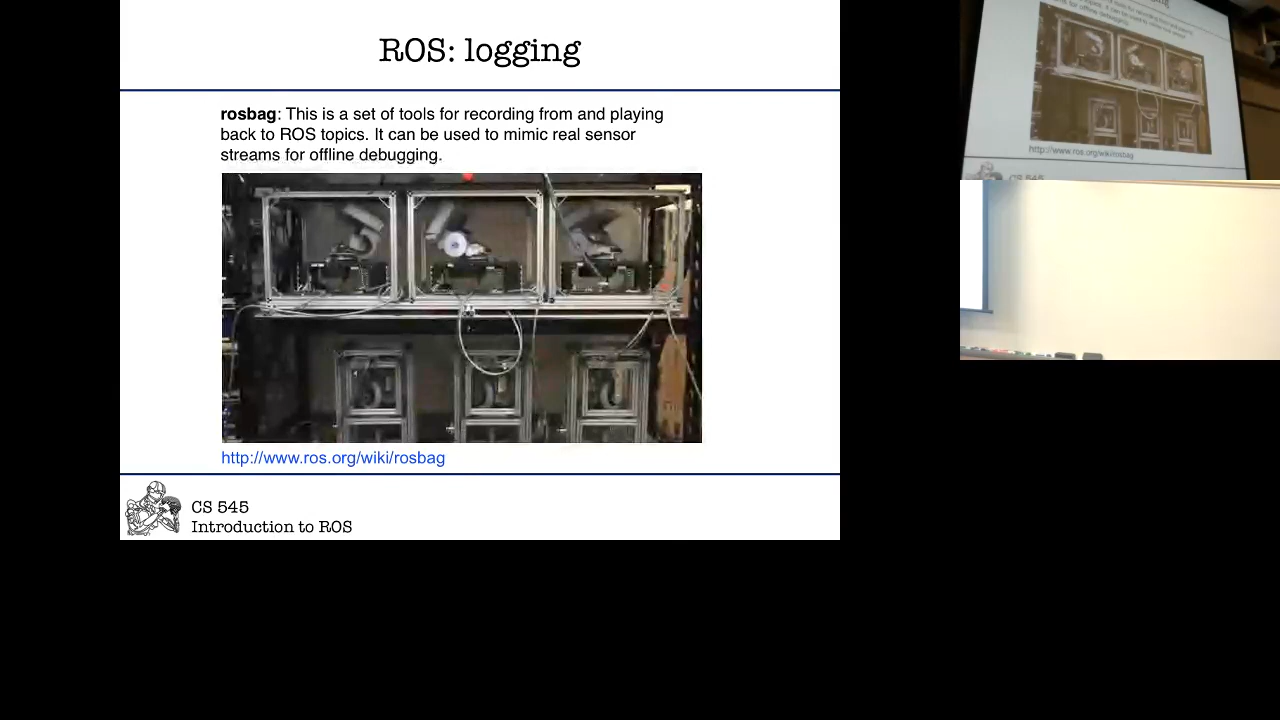 ROS: logging
rosbag: This is a set of tools for recording from and playing
back to ROS topics. It can be used to mimic real sensor
streams for offline debugging.
http://www.ros.org/wiki/rosbag
CS 545
Introduction to ROS
http://www.ros.org/wiki/rosbag
CS 545